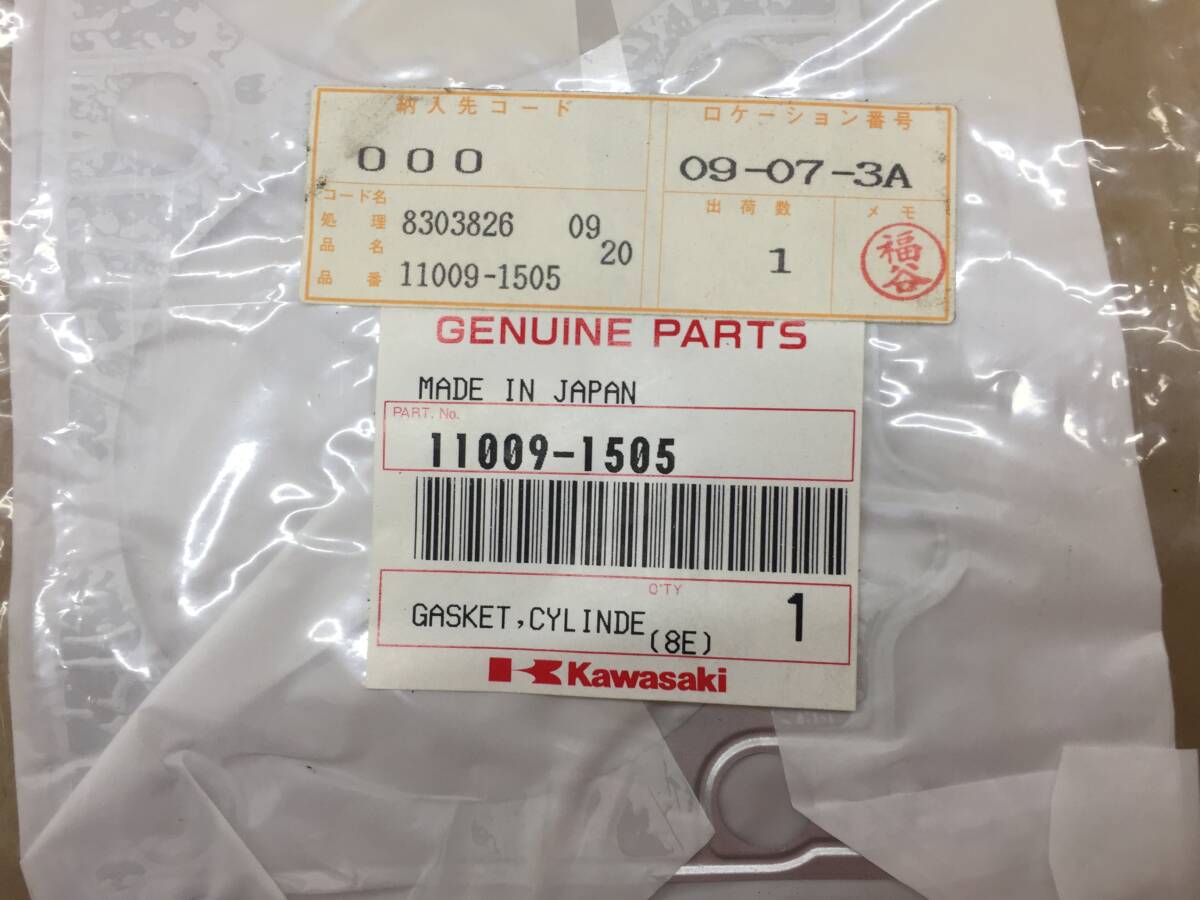 納入先コード
000
ロケーション番号
09-07-3A
コード名
処理 8303826 09
品名 20
品番 11009-1505
出荷数
1
メモ
福谷
GENUINE PARTS
MADE IN JAPAN
PART. No.
11009-1505
Q'TY
GASKET,CYLINDE 1
(8E)
Kawasaki